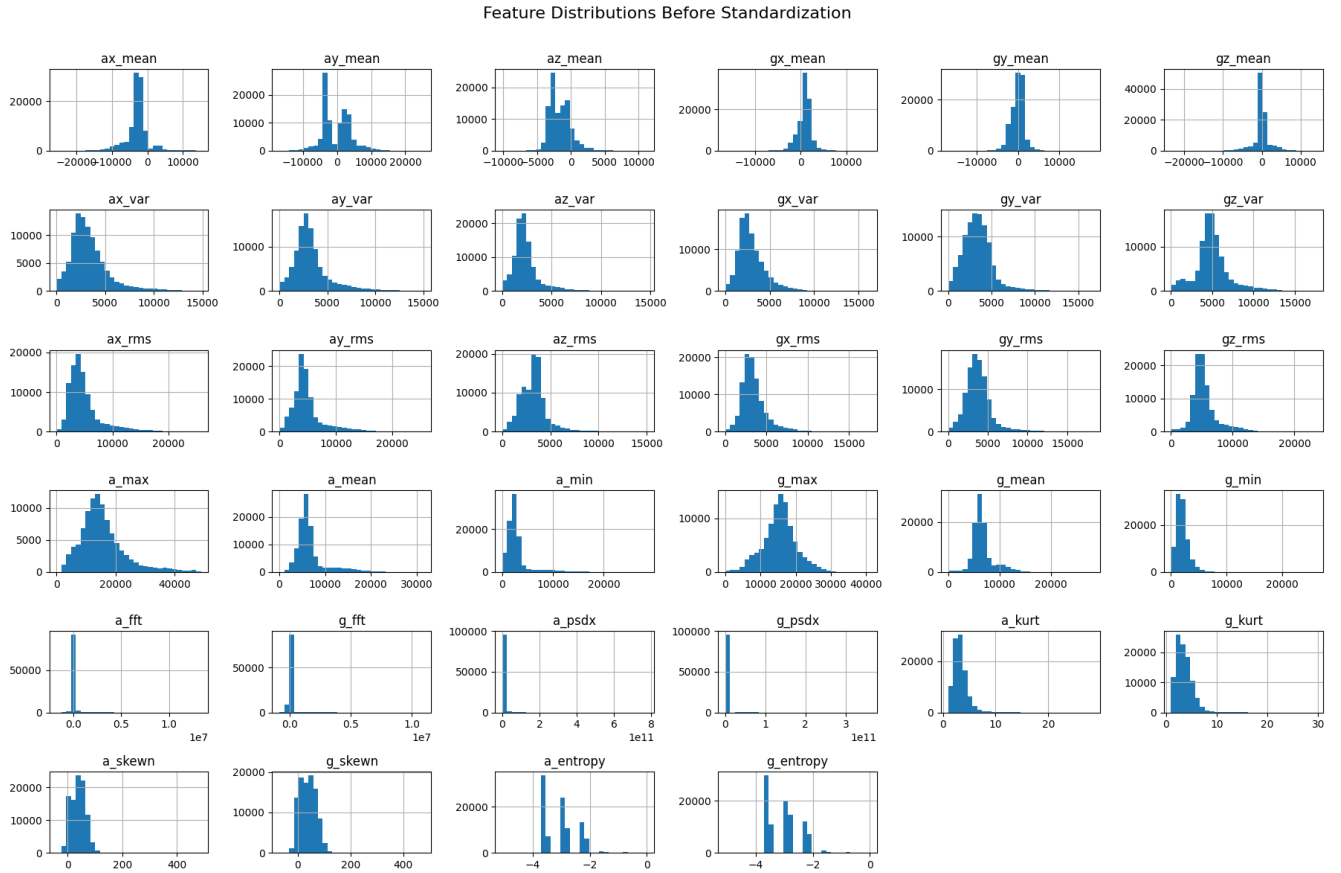 Feature Distributions Before Standardization
ax_mean ay_mean az_mean gx_mean gy_mean gz_mean
20000 30000 20000 10000 0 20000 10000 0 20000 0 20000 0 40000 30000 20000 10000 0
−20000 −10000 0 10000 −10000 0 10000 20000 −10000 −5000 0 5000 10000 −10000 0 10000 −10000 0 10000 −20000 −10000 0 10000
ax_var ay_var az_var gx_var gy_var gz_var
10000 5000 0 10000 0 20000 10000 0 10000 0 10000 0 10000 0
0 5000 10000 15000 0 5000 10000 15000 0 5000 10000 15000 0 5000 10000 15000 0 5000 10000 15000 0 5000 10000 15000
ax_rms ay_rms az_rms gx_rms gy_rms gz_rms
20000 10000 0 20000 10000 0 20000 10000 0 20000 10000 0 10000 0 30000 20000 10000 0
0 10000 20000 0 10000 20000 0 5000 10000 15000 0 5000 10000 15000 0 5000 10000 15000 0 10000 20000
a_max a_mean a_min g_max g_mean g_min
10000 5000 0 30000 20000 10000 0 20000 0 10000 0 20000 0 20000 0
0 20000 40000 0 10000 20000 30000 0 10000 20000 0 10000 20000 30000 40000 0 10000 20000 0 10000 20000
a_fft g_fft a_psdx g_psdx a_kurt g_kurt
50000 0 50000 0 100000 50000 0 100000 50000 0 20000 0 30000 20000 10000 0
0.0 0.5 1.0 0.0 0.5 1.0 0 2 4 6 8 0 1 2 3 0 10 20 0 10 20 30
1e7 1e7 1e11 1e11
a_skewn g_skewn a_entropy g_entropy
20000 10000 0 20000 10000 0 20000 0 20000 0
0 200 400 0 200 400 −4 −2 0 −4 −2 0